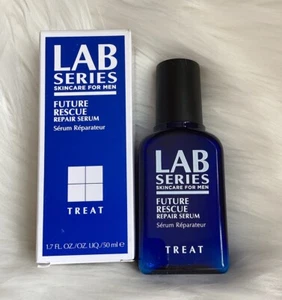 LAB
SERIES
SKINCARE FOR MEN
FUTURE
RESCUE
REPAIR SERUM
Sérum Réparateur
TREAT
1.7 FL. OZ./OZ. LIQ./50 ml e
LAB
SERIES
SKINCARE FOR MEN
FUTURE
RESCUE
REPAIR SERUM
Sérum Réparateur
TREAT